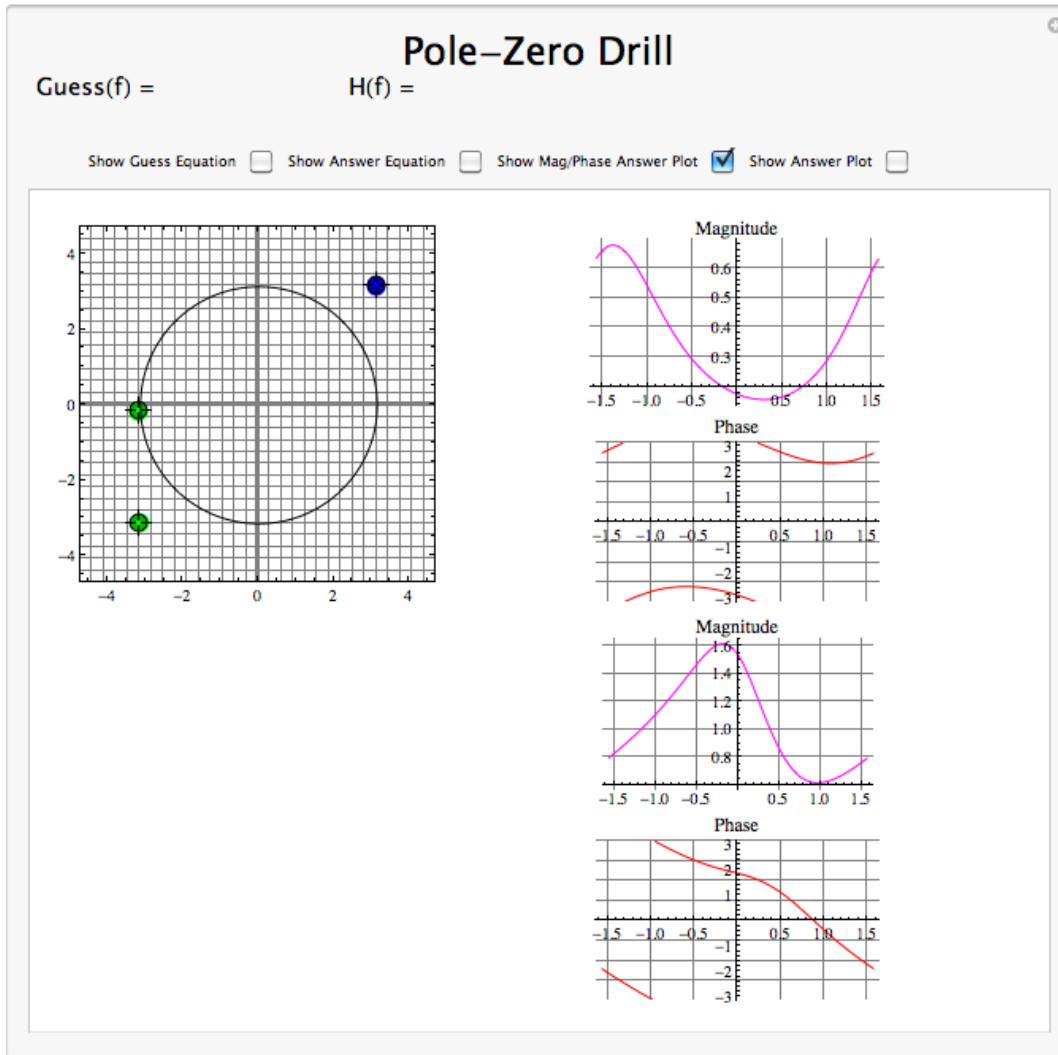 Pole–Zero Drill
Guess(f) = H(f) =
Show Guess Equation Show Answer Equation Show Mag/Phase Answer Plot Show Answer Plot
4
2
0
−2
−4
−4 −2 0 2 4
Magnitude
0.6
0.5
0.4
0.3
−1.5 −1.0 −0.5 0.5 1.0 1.5
Phase
3
2
1
−1.5 −1.0 −0.5 0.5 1.0 1.5
−1
−2
−3
Magnitude
1.6
1.4
1.2
1.0
0.8
−1.5 −1.0 −0.5 0.5 1.0 1.5
Phase
3
2
1
−1.5 −1.0 −0.5 0.5 1.0 1.5
−1
−2
−3